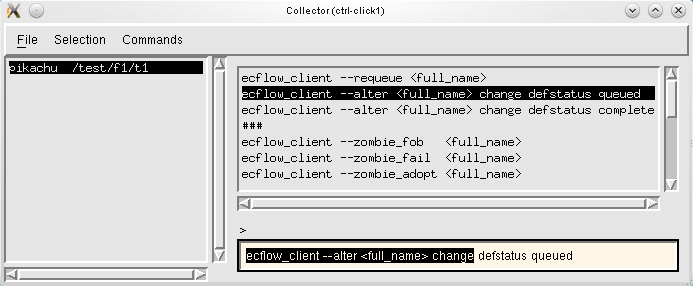 Collector (ctrl-click1)
File Selection Commands
pikachu /test/f1/t1
ecflow_client --requeue <full_name>
ecflow_client --alter <full_name> change defstatus queued
ecflow_client --alter <full_name> change defstatus complete
###
ecflow_client --zombie_fob <full_name>
ecflow_client --zombie_fail <full_name>
ecflow_client --zombie_adopt <full_name>
>
ecflow_client --alter <full_name> change defstatus queued